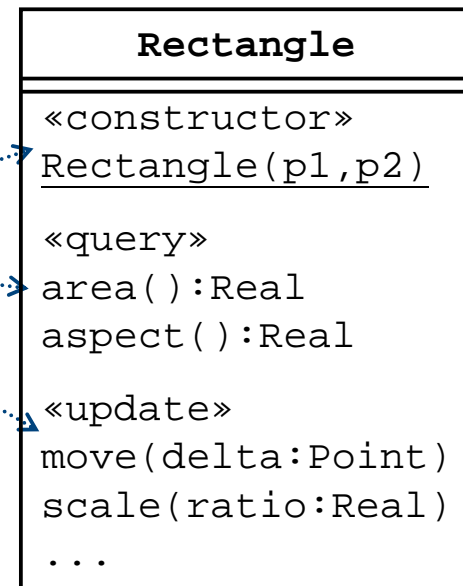 Rectangle
«constructor»
Rectangle(p1,p2)
«query»
area():Real
aspect():Real
«update»
move(delta:Point)
scale(ratio:Real)
...